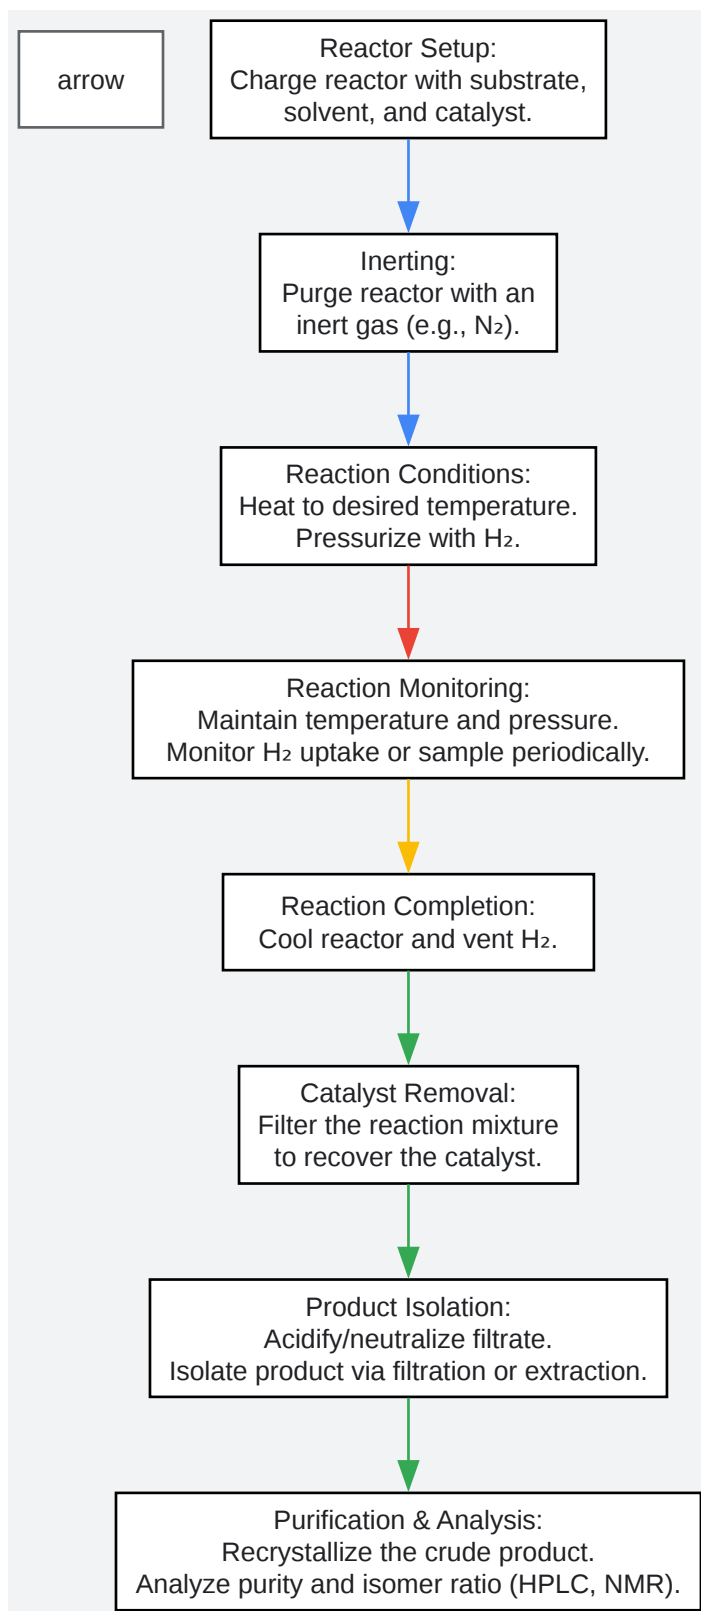 arrow
Reactor Setup:
Charge reactor with substrate,
solvent, and catalyst.
Inerting:
Purge reactor with an
inert gas (e.g., N₂).
Reaction Conditions:
Heat to desired temperature.
Pressurize with H₂.
Reaction Monitoring:
Maintain temperature and pressure.
Monitor H₂ uptake or sample periodically.
Reaction Completion:
Cool reactor and vent H₂.
Catalyst Removal:
Filter the reaction mixture
to recover the catalyst.
Product Isolation:
Acidify/neutralize filtrate.
Isolate product via filtration or extraction.
Purification & Analysis:
Recrystallize the crude product.
Analyze purity and isomer ratio (HPLC, NMR).